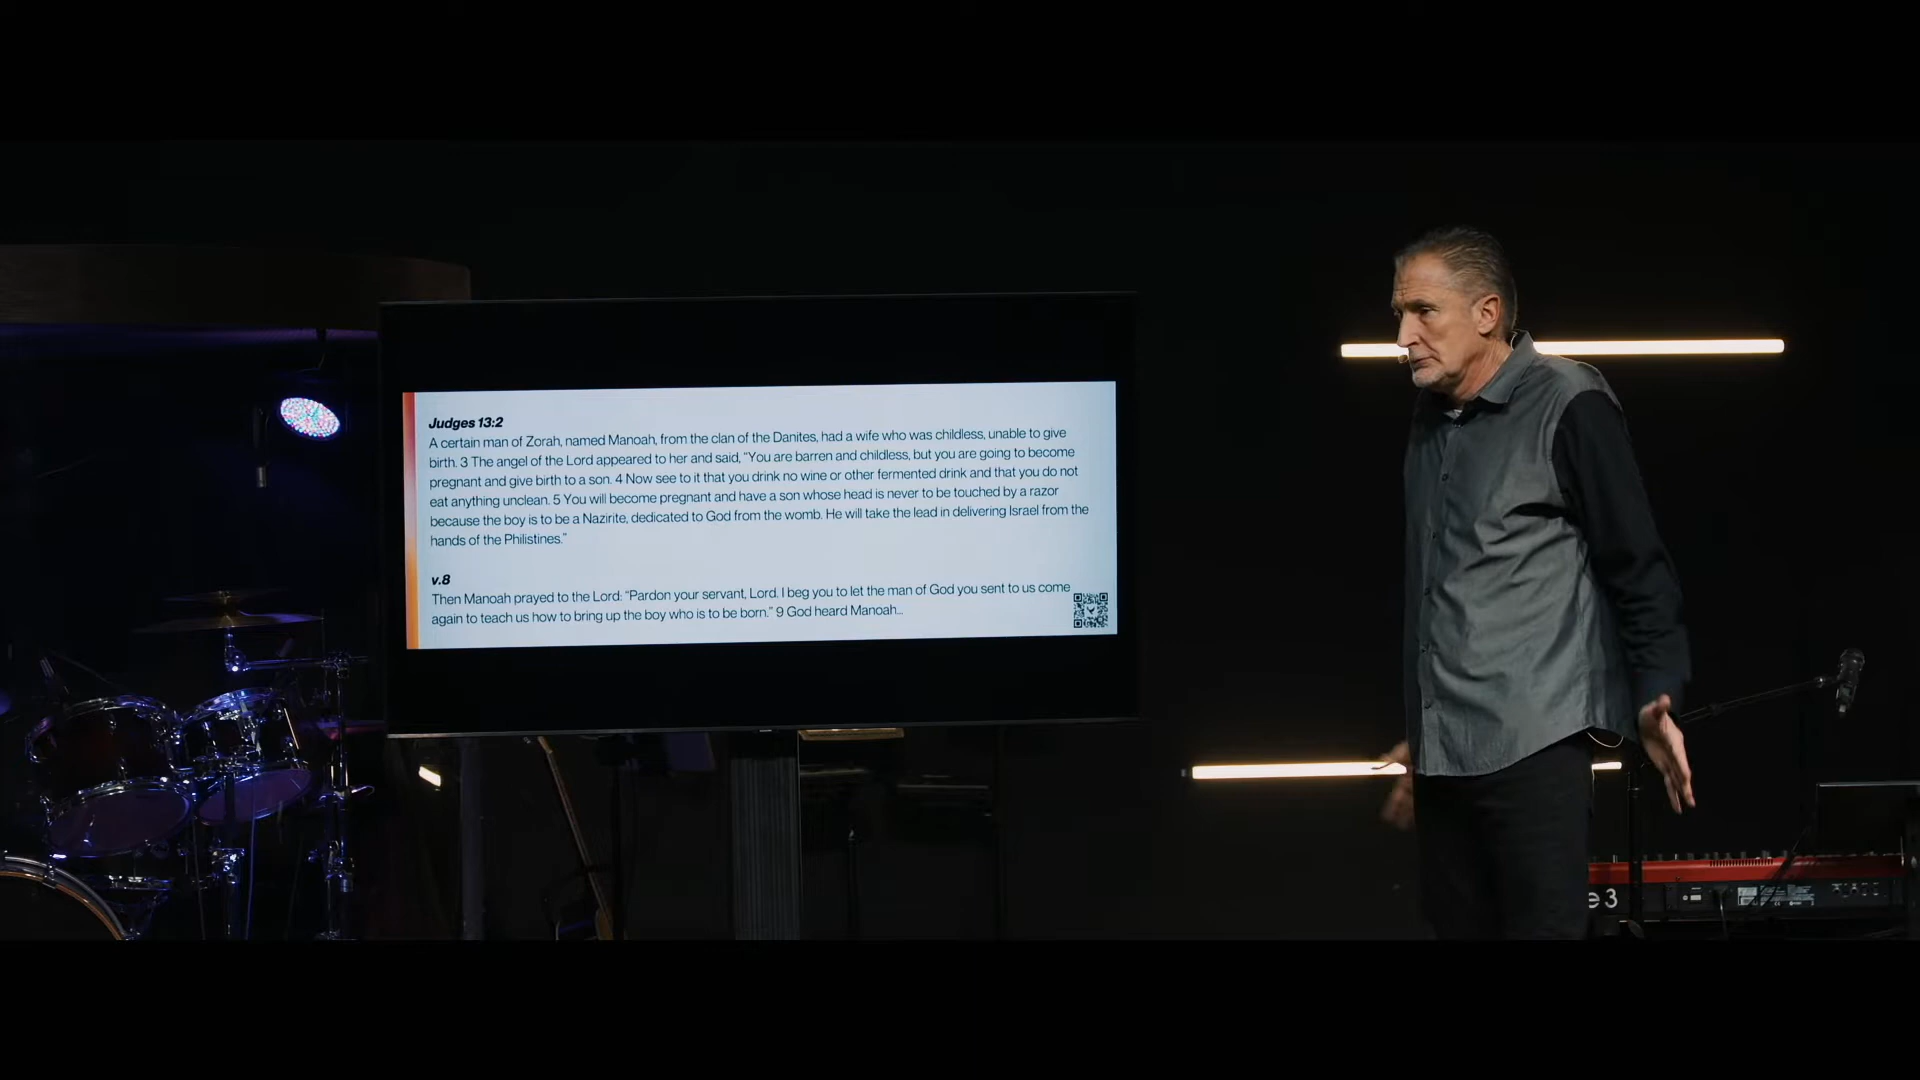 Judges 13:2
A certain man of Zorah, named Manoah, from the clan of the Danites, had a wife who was childless, unable to give
birth. 3 The angel of the Lord appeared to her and said, “You are barren and childless, but you are going to become
pregnant and give birth to a son. 4 Now see to it that you drink no wine or other fermented drink and that you do not
eat anything unclean. 5 You will become pregnant and have a son whose head is never to be touched by a razor
because the boy is to be a Nazirite, dedicated to God from the womb. He will take the lead in delivering Israel from the
hands of the Philistines.”
v.8
Then Manoah prayed to the Lord: “Pardon your servant, Lord. I beg you to let the man of God you sent to us come
again to teach us how to bring up the boy who is to be born.” 9 God heard Manoah...
e 3